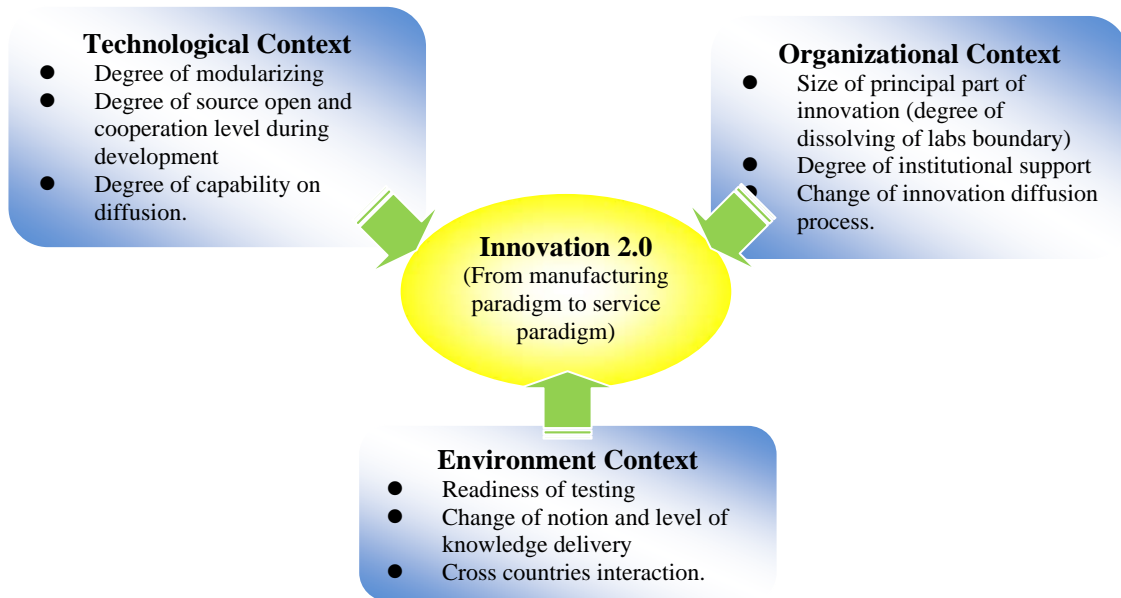 Technological Context
● Degree of modularizing
● Degree of source open and
cooperation level during
development
● Degree of capability on
diffusion.
Organizational Context
● Size of principal part of
innovation (degree of
dissolving of labs boundary)
● Degree of institutional support
● Change of innovation diffusion
process.
Innovation 2.0
(From manufacturing
paradigm to service
paradigm)
Environment Context
● Readiness of testing
● Change of notion and level of
knowledge delivery
● Cross countries interaction.